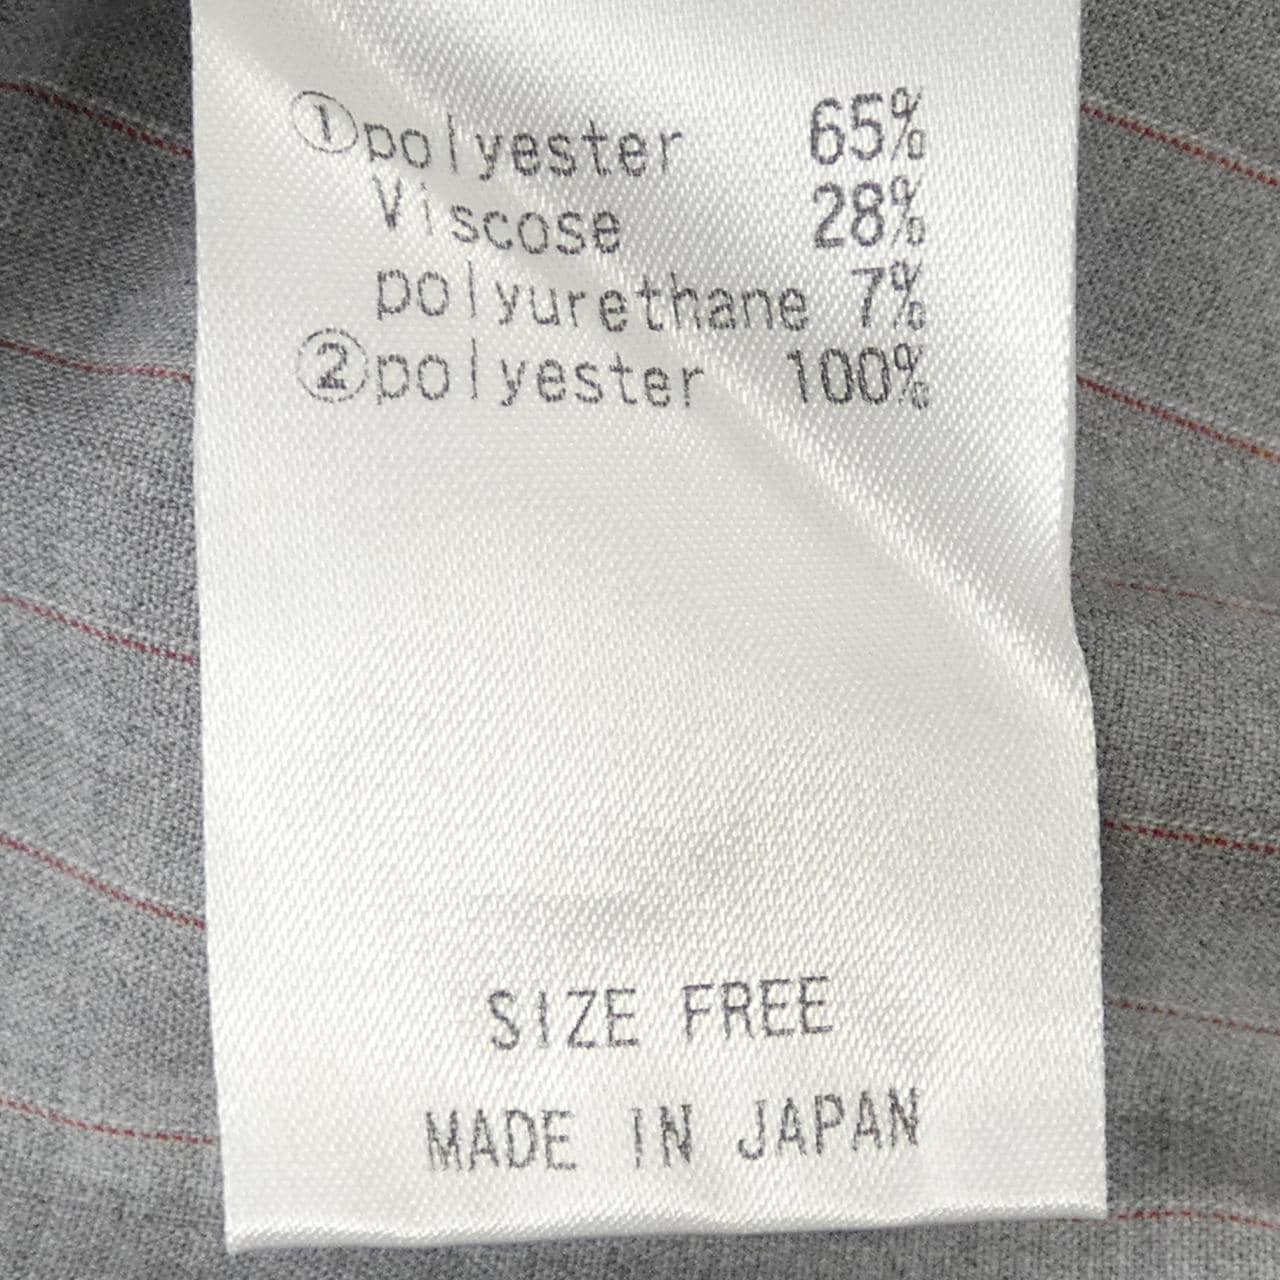 ①polyester 65%
Viscose 28%
polyurethane 7%
②polyester 100%
SIZE FREE
MADE IN JAPAN